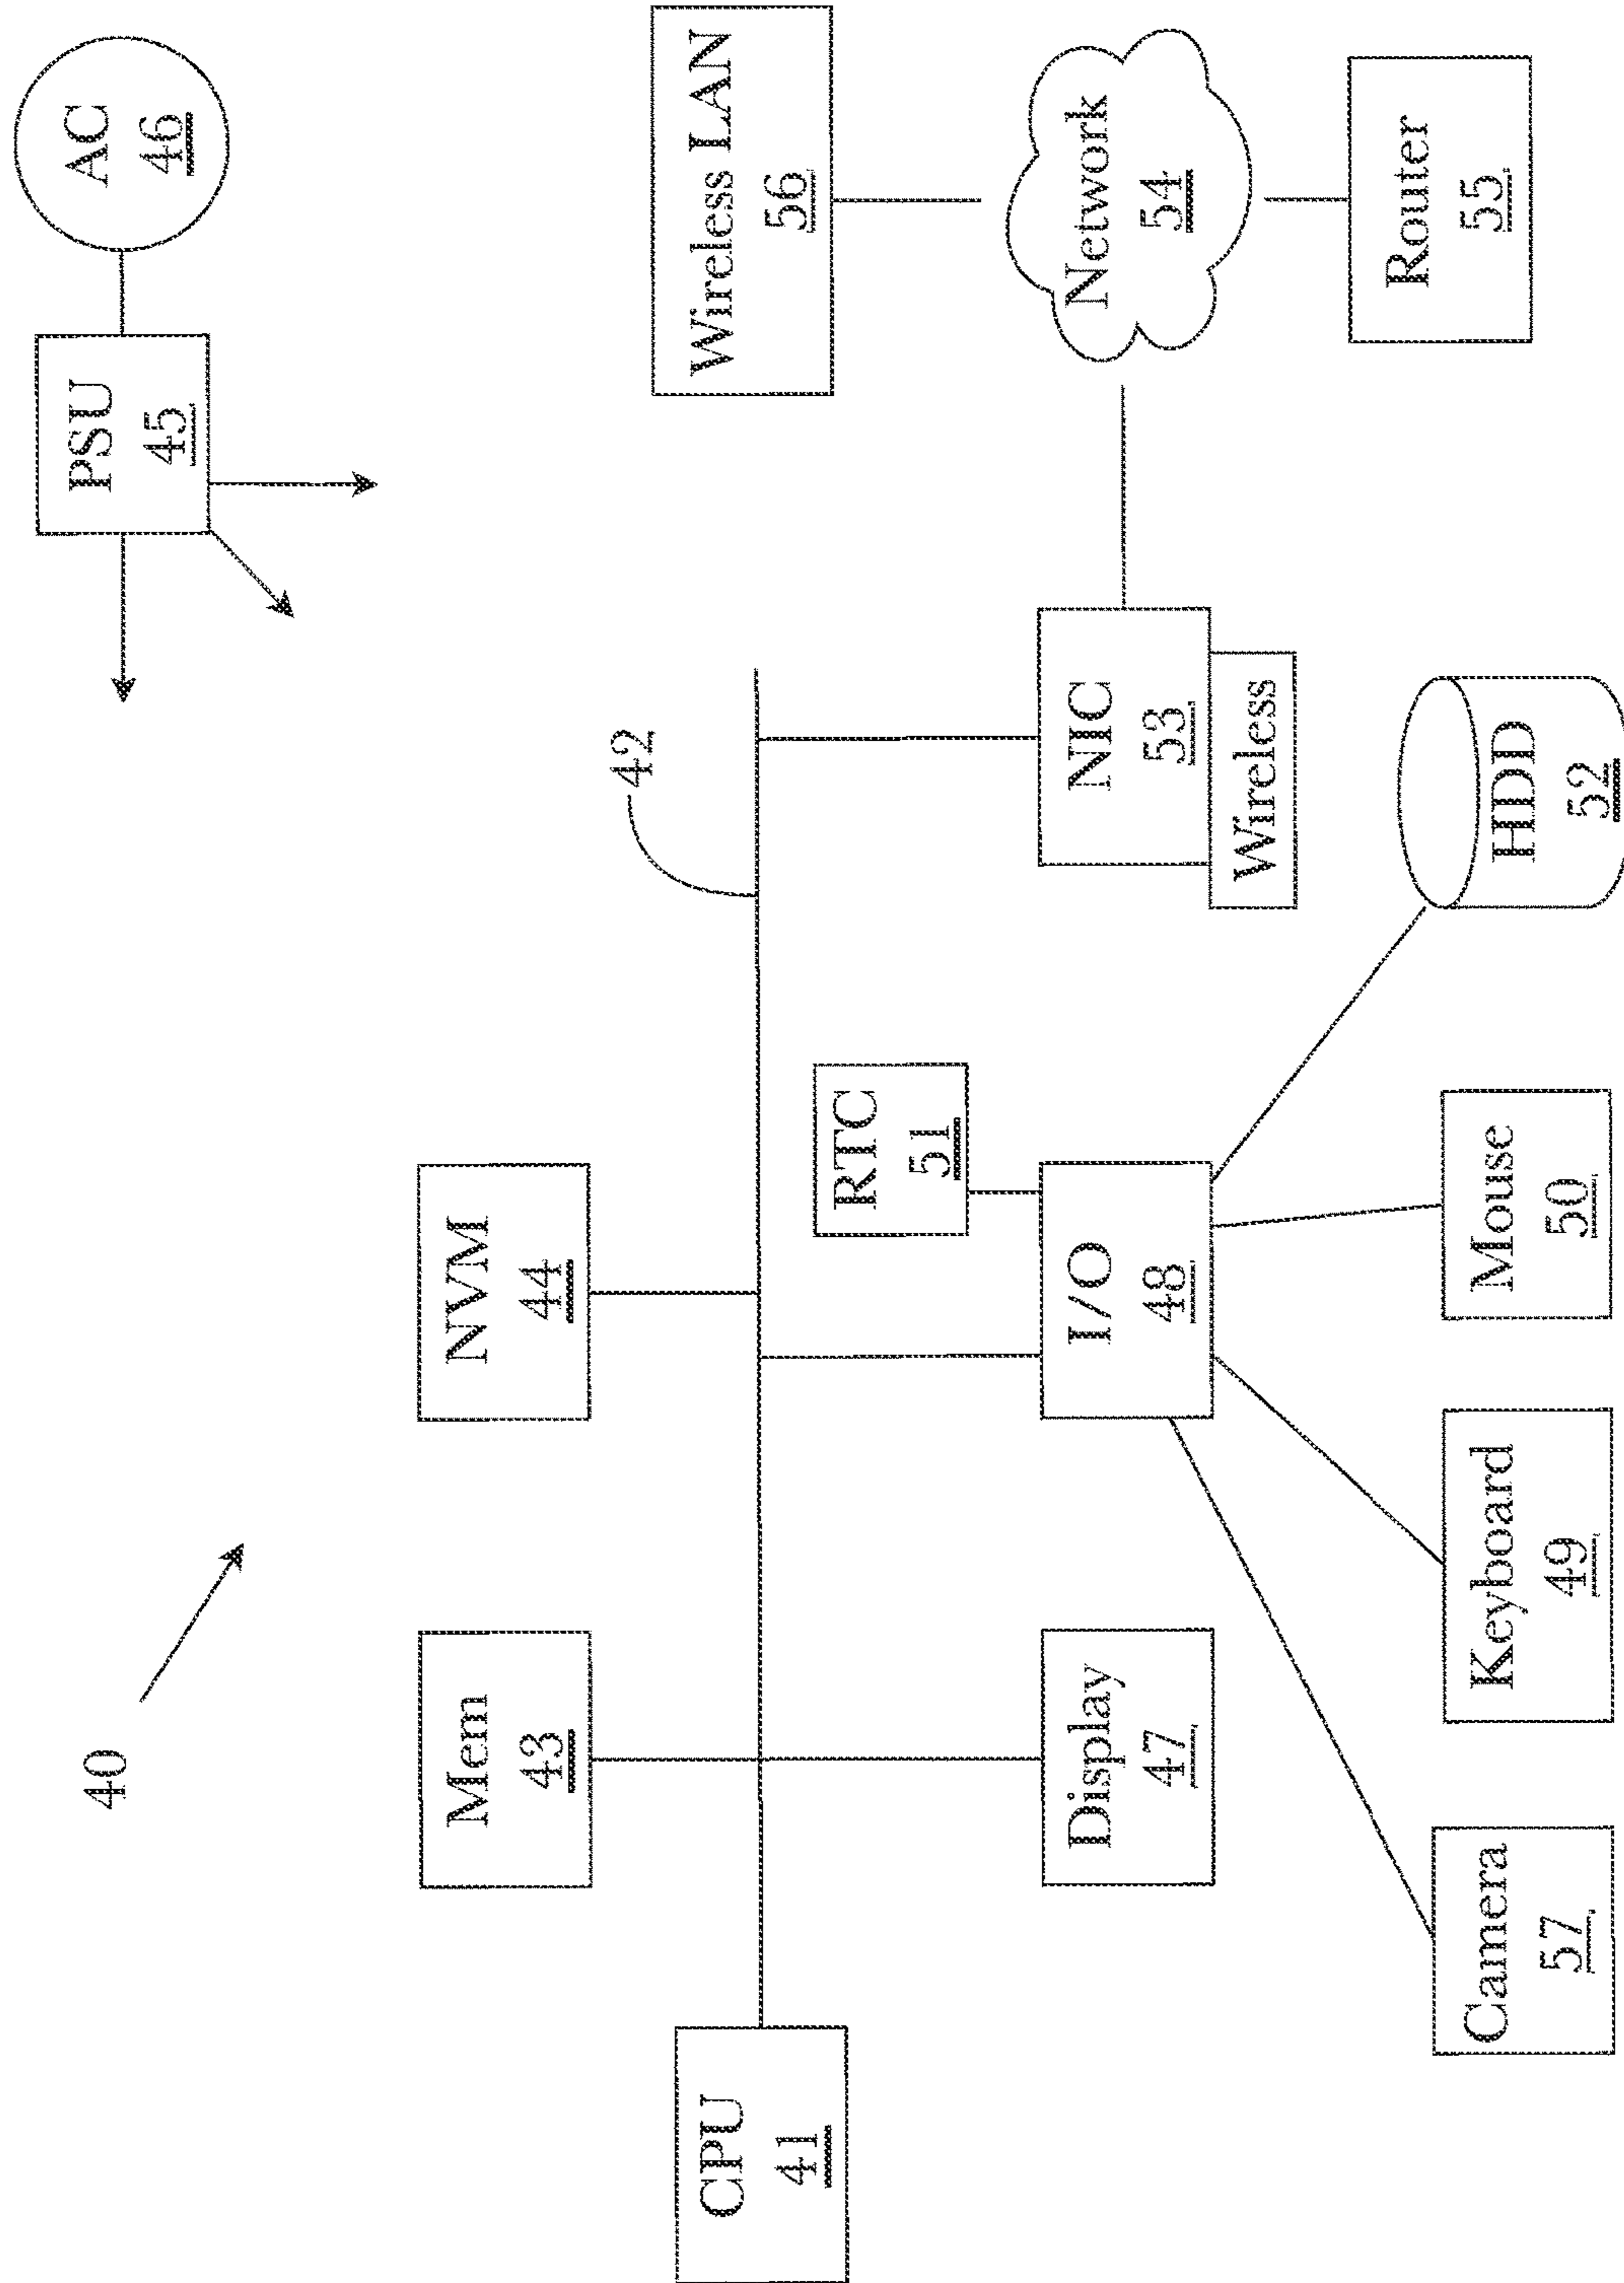 40
PSU
45
AC
46
Mem
43
NVM
44
42
CPU
41
Wireless LAN
56
RTC
51
Display
47
I/O
48
NIC
53
Wireless
Network
54
Camera
57
Keyboard
49
Mouse
50
HDD
52
Router
55